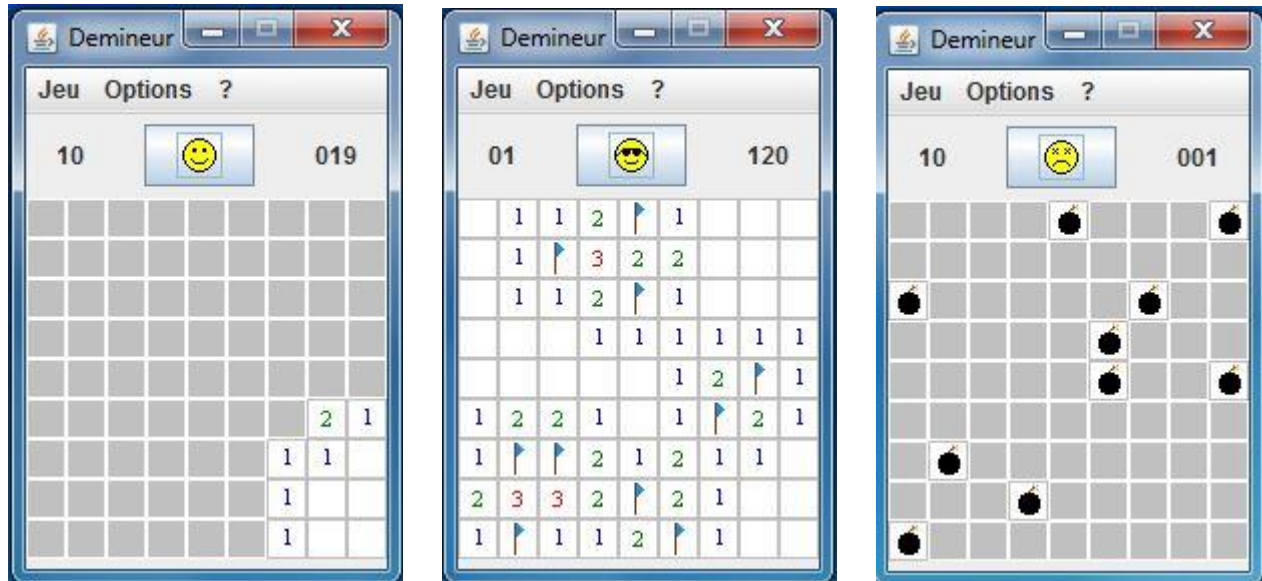 Demineur
Jeu Options ?
10 019
2 1
1 1
1
1
Demineur
Jeu Options ?
01 120
1 1 2 1
1 3 2 2
1 1 2 1
1 1 1 1 1 1
1 2 1
1 2 2 1 1 2 1
1 2 1 2 1 1
2 3 3 2 2 1
1 1 1 2 1
Demineur
Jeu Options ?
10 001